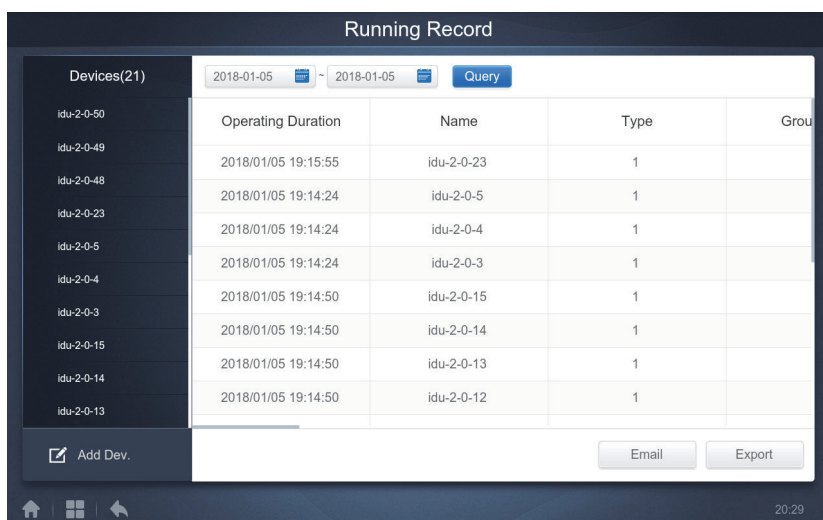 Running Record
Devices(21)
2018-01-05 ~ 2018-01-05 Query
idu-2-0-50
idu-2-0-49
idu-2-0-48
idu-2-0-23
idu-2-0-5
idu-2-0-4
idu-2-0-3
idu-2-0-15
idu-2-0-14
idu-2-0-13
Add Dev.
Operating Duration Name Type Grou
2018/01/05 19:15:55 idu-2-0-23 1
2018/01/05 19:14:24 idu-2-0-5 1
2018/01/05 19:14:24 idu-2-0-4 1
2018/01/05 19:14:24 idu-2-0-3 1
2018/01/05 19:14:50 idu-2-0-15 1
2018/01/05 19:14:50 idu-2-0-14 1
2018/01/05 19:14:50 idu-2-0-13 1
2018/01/05 19:14:50 idu-2-0-12 1
Email Export
20:29